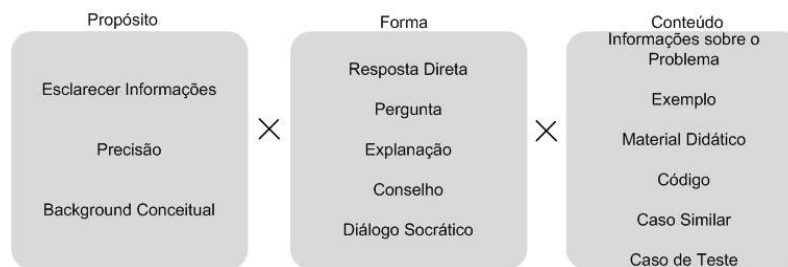 Propósito
Esclarecer Informações
Precisão
Background Conceitual
Forma
Resposta Direta
Pergunta
Explanação
Conselho
Diálogo Socrático
Conteúdo
Informações sobre o
Problema
Exemplo
Material Didático
Código
Caso Similar
Caso de Teste